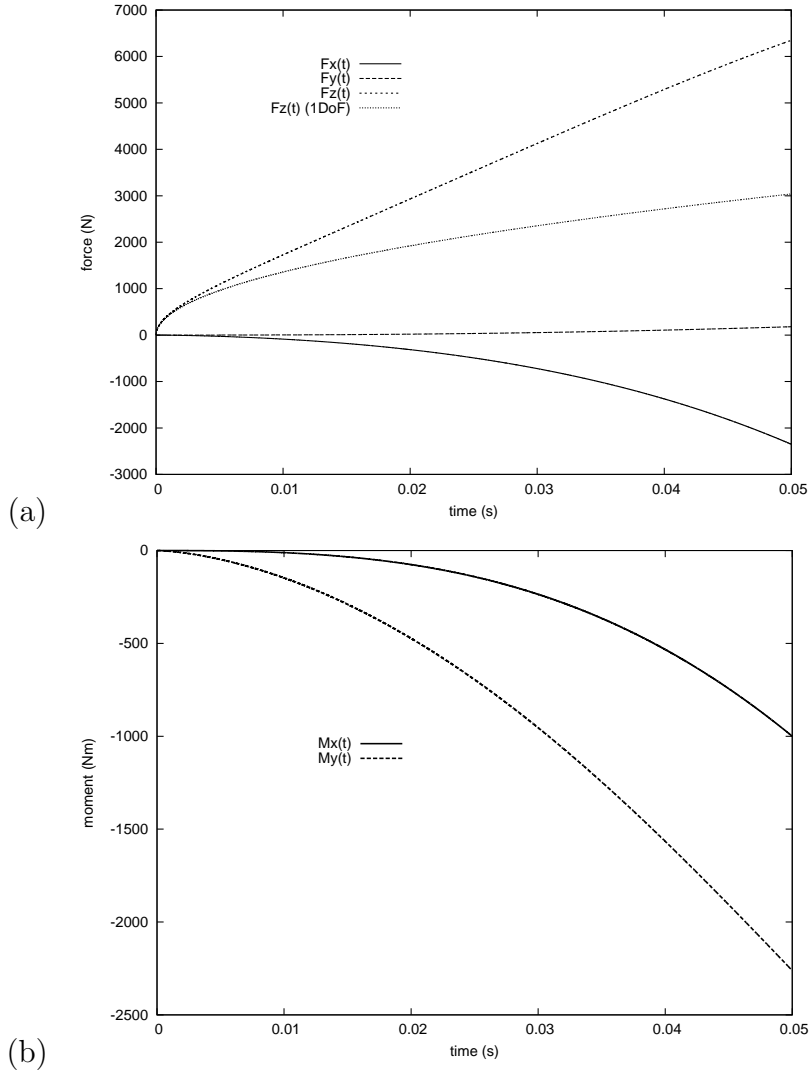 7000
6000
5000
4000
3000
2000
1000
0
-1000
-2000
-3000
force (N)
Fx(t)
Fy(t)
Fz(t)
Fz(t) (1DoF)
0 0.01 0.02 0.03 0.04 0.05
time (s)
(a)
0
-500
-1000
-1500
-2000
-2500
moment (Nm)
Mx(t)
My(t)
0 0.01 0.02 0.03 0.04 0.05
time (s)
(b)